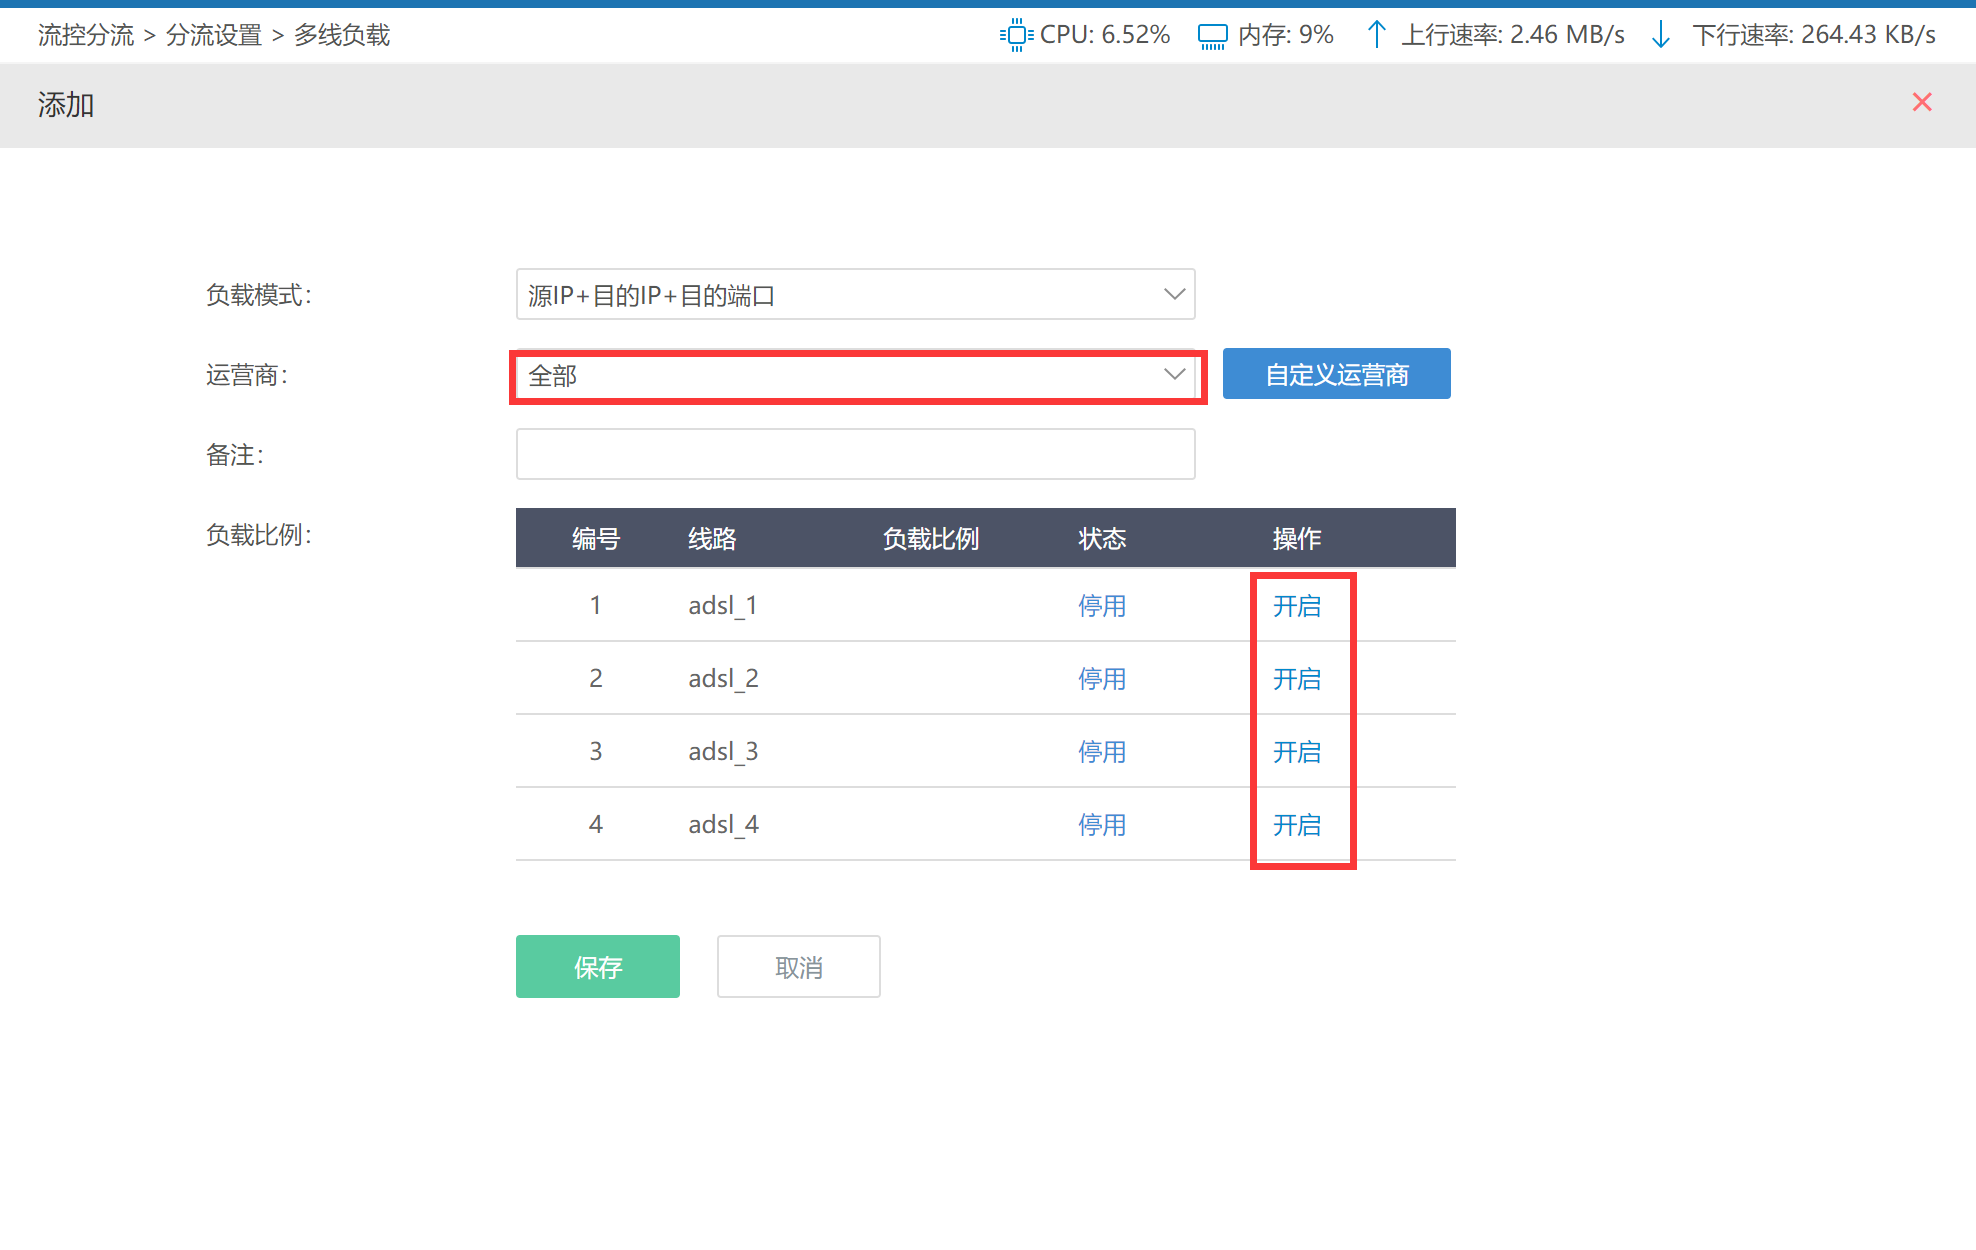 流控分流 > 分流设置 > 多线负载 CPU: 6.52% 内存: 9% 上行速率: 2.46 MB/s 下行速率: 264.43 KB/s
添加
负载模式： 源IP+目的IP+目的端口
运营商： 全部 自定义运营商
备注：
负载比例： 编号 线路 负载比例 状态 操作
1 adsl_1 停用 开启
2 adsl_2 停用 开启
3 adsl_3 停用 开启
4 adsl_4 停用 开启
保存 取消